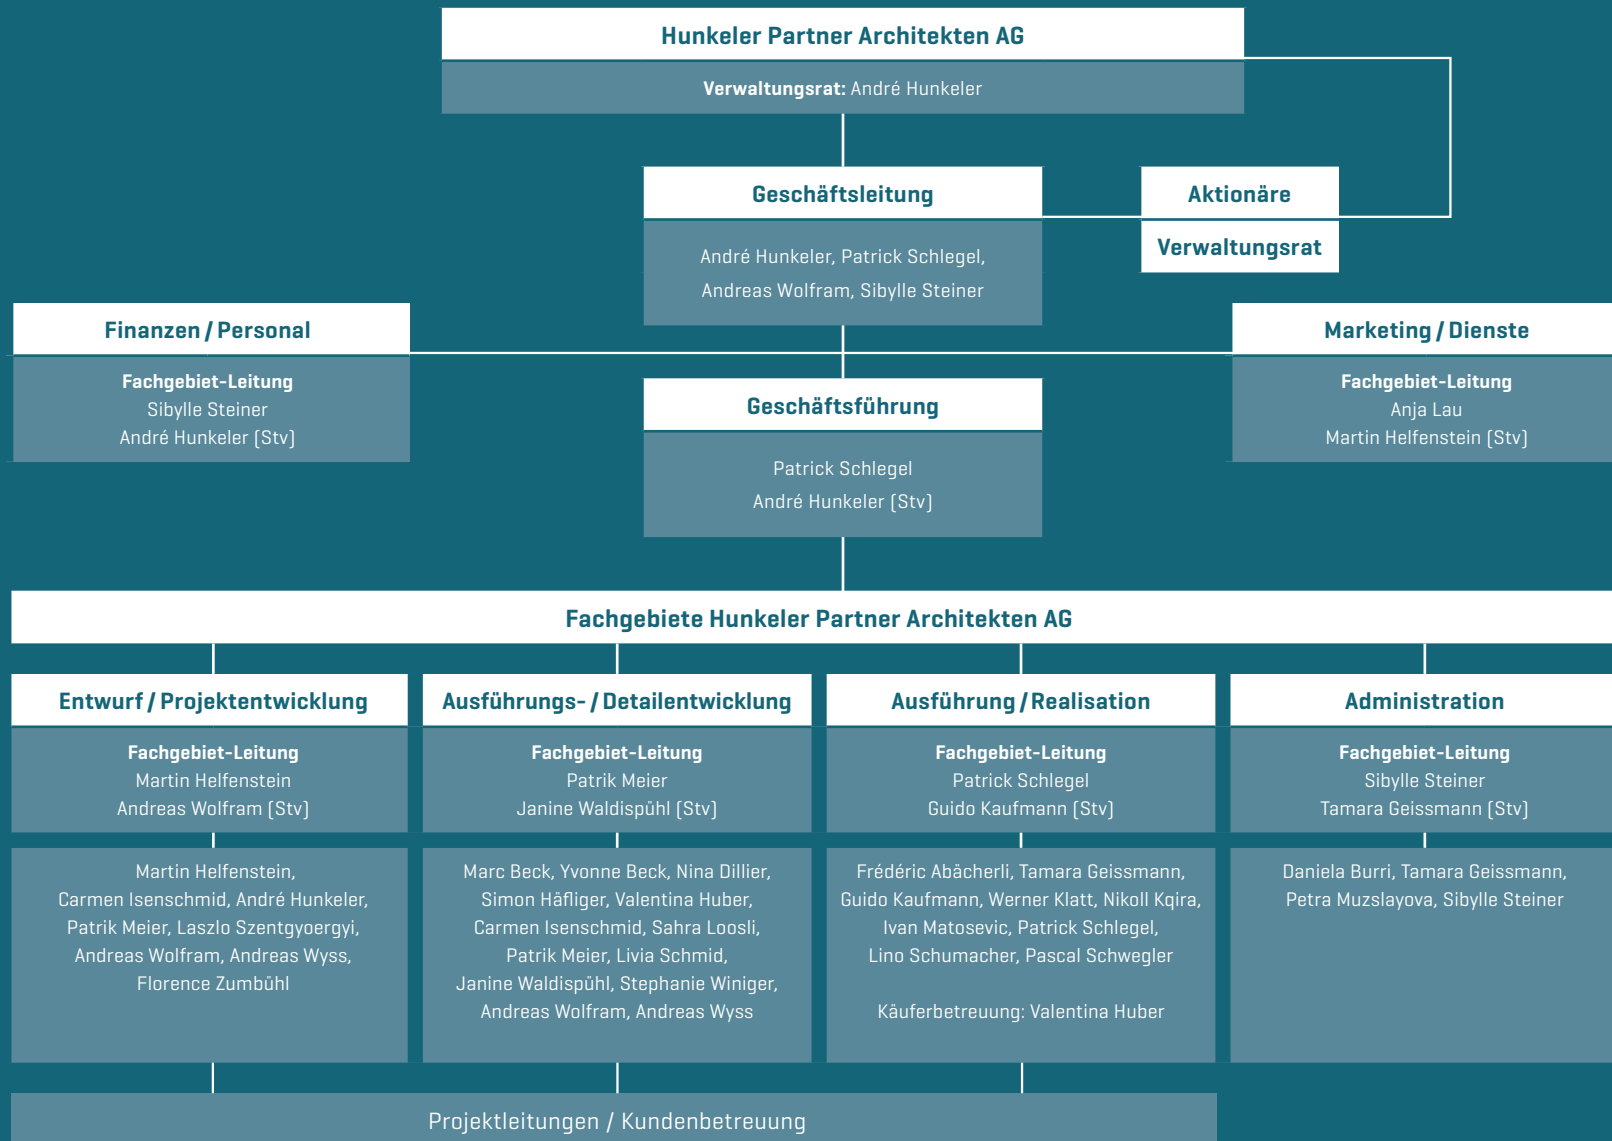 Hunkeler Partner Architekten AG
Verwaltungsrat: André Hunkeler
Geschäftsleitung
André Hunkeler, Patrick Schlegel,
Andreas Wolfram, Sibylle Steiner
Aktionäre
Verwaltungsrat
Finanzen / Personal
Fachgebiet-Leitung
Sibylle Steiner
André Hunkeler (Stv)
Marketing / Dienste
Fachgebiet-Leitung
Anja Lau
Martin Helfenstein (Stv)
Geschäftsführung
Patrick Schlegel
André Hunkeler (Stv)
Fachgebiete Hunkeler Partner Architekten AG
Entwurf / Projektentwicklung
Fachgebiet-Leitung
Martin Helfenstein
Andreas Wolfram (Stv)
Martin Helfenstein,
Carmen Isenschmid, André Hunkeler,
Patrik Meier, Laszlo Szentgyoergyi,
Andreas Wolfram, Andreas Wyss,
Florence Zumbühl
Ausführungs- / Detailentwicklung
Fachgebiet-Leitung
Patrik Meier
Janine Waldispühl (Stv)
Marc Beck, Yvonne Beck, Nina Dillier,
Simon Häfliger, Valentina Huber,
Carmen Isenschmid, Sahra Loosli,
Patrik Meier, Livia Schmid,
Janine Waldispühl, Stephanie Winiger,
Andreas Wolfram, Andreas Wyss
Ausführung / Realisation
Fachgebiet-Leitung
Patrick Schlegel
Guido Kaufmann (Stv)
Frédéric Abächerli, Tamara Geissmann,
Guido Kaufmann, Werner Klatt, Nikoll Kqira,
Ivan Matosevic, Patrick Schlegel,
Lino Schumacher, Pascal Schwegler
Käuferbetreuung: Valentina Huber
Administration
Fachgebiet-Leitung
Sibylle Steiner
Tamara Geissmann (Stv)
Daniela Burri, Tamara Geissmann,
Petra Muzslayova, Sibylle Steiner
Projektleitungen / Kundenbetreuung